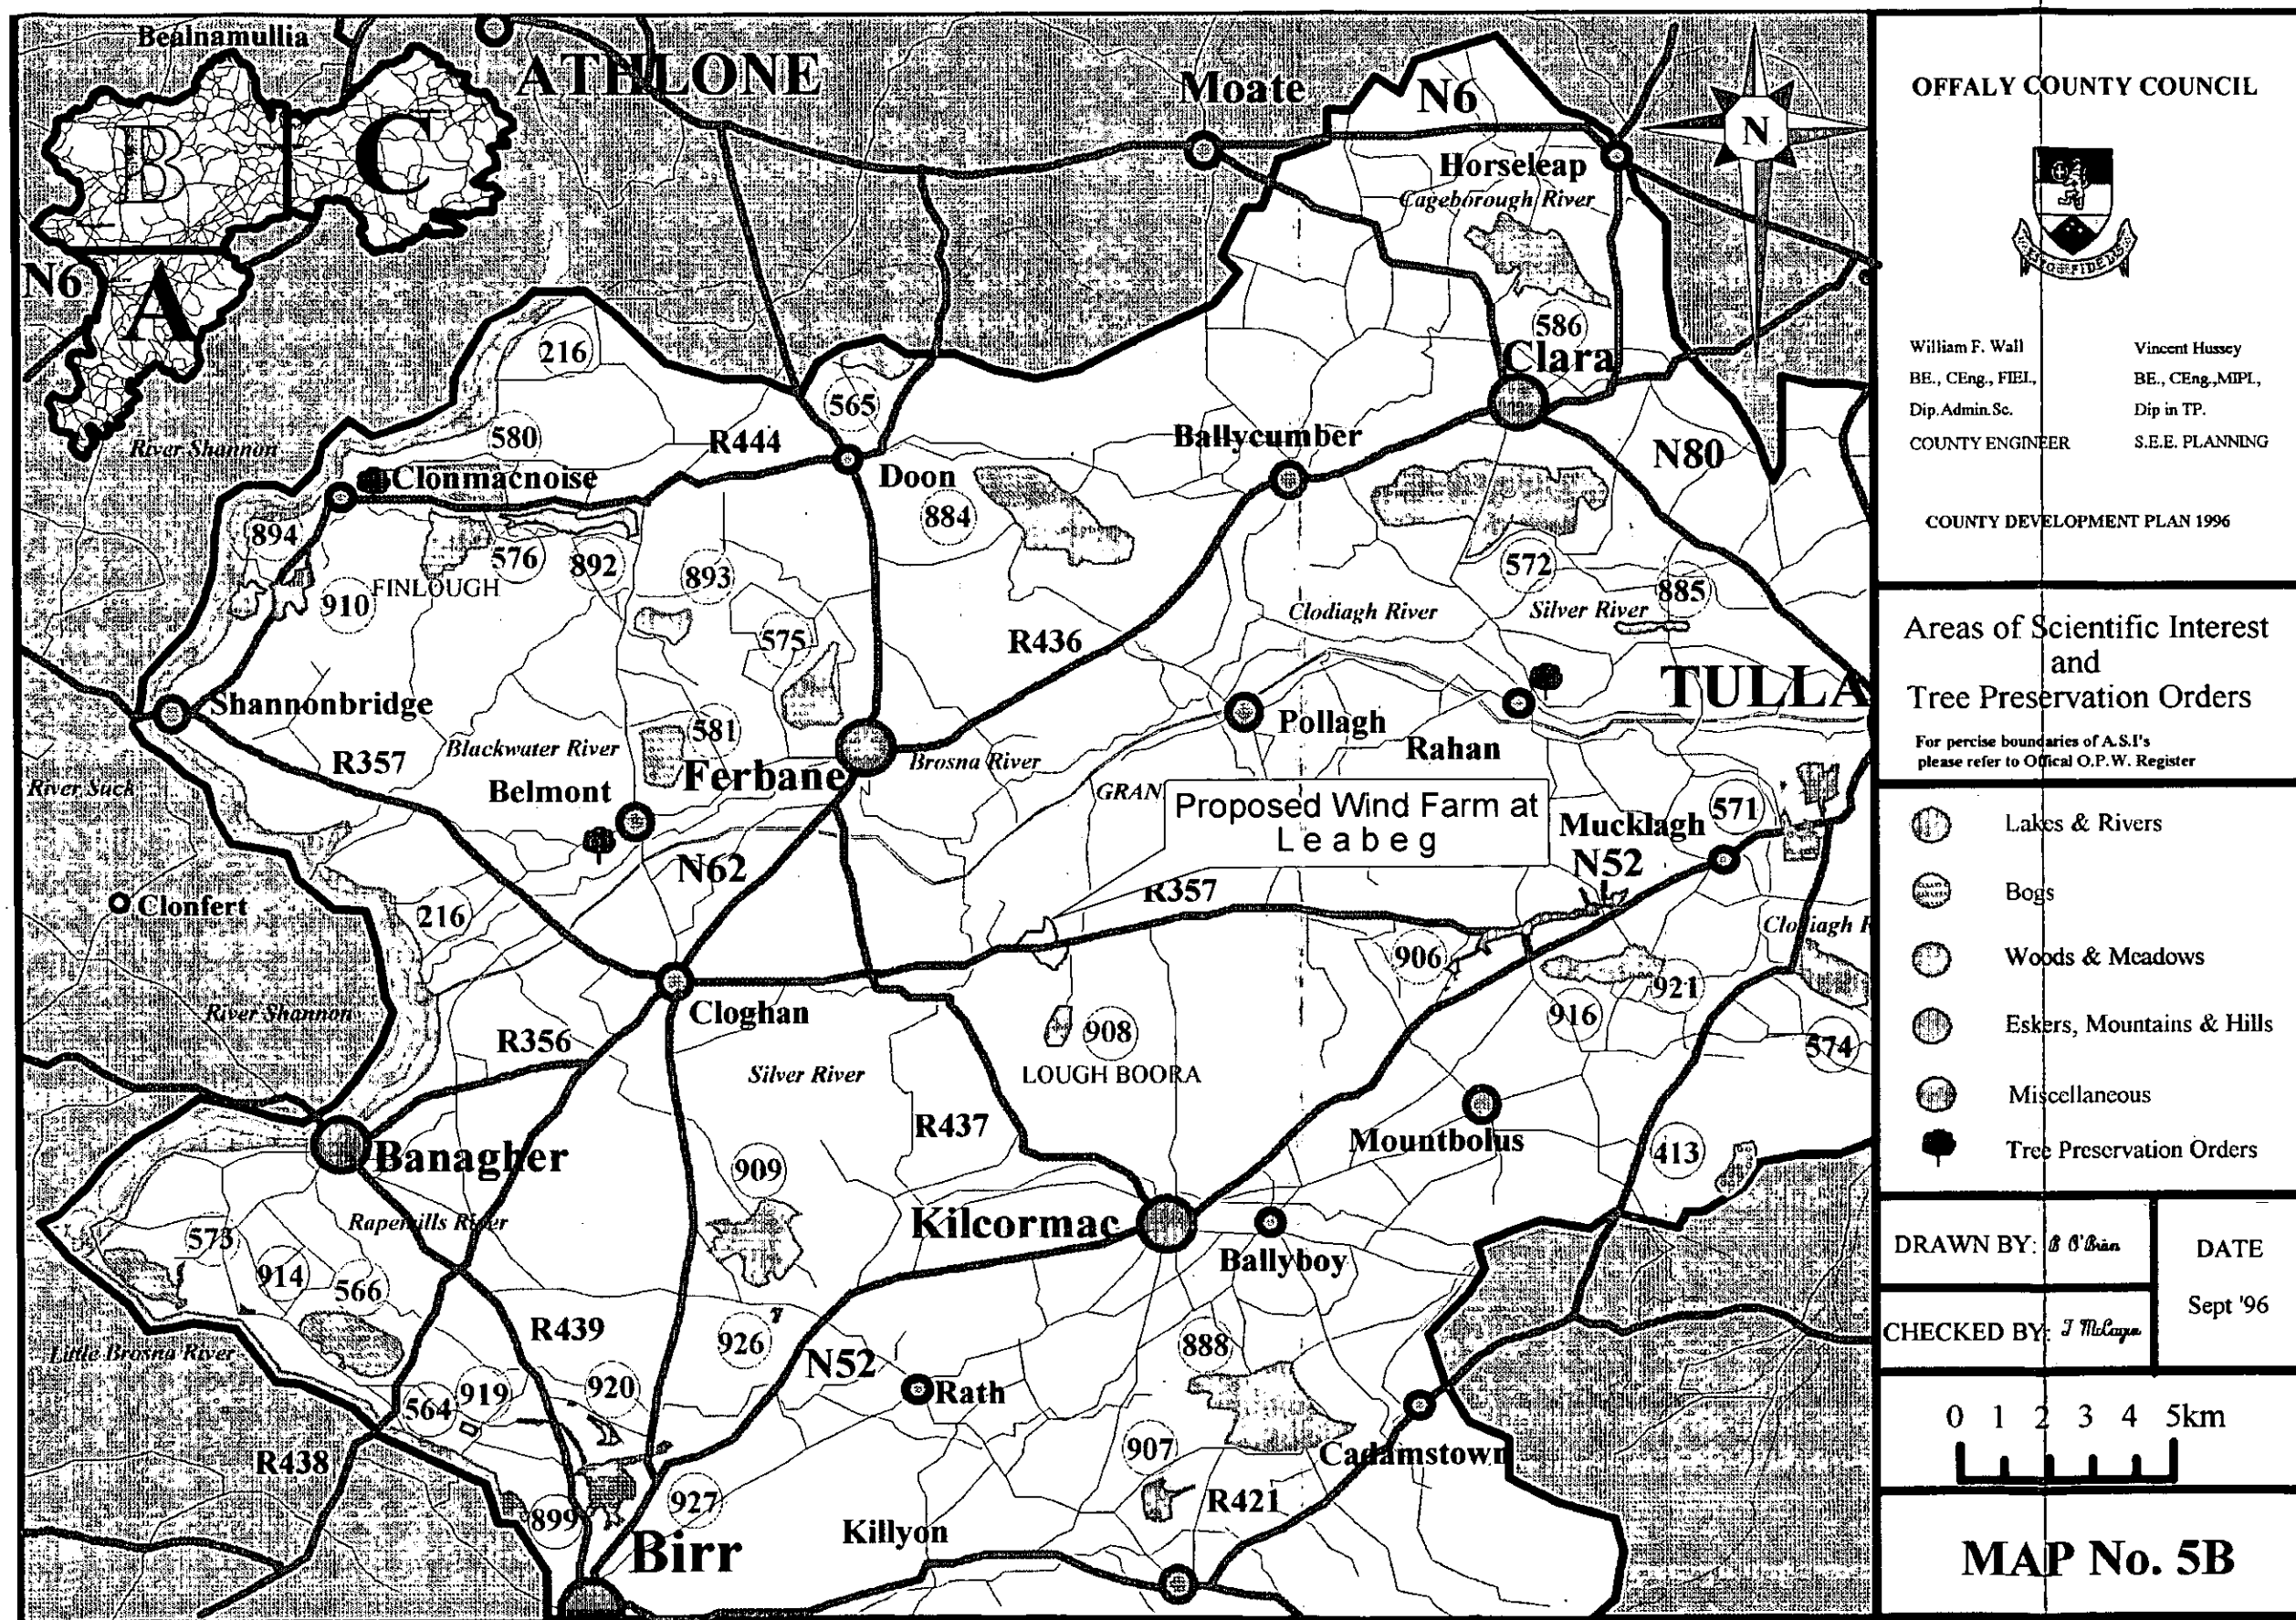 Bealnamullia
ATHLONE
Moate
N6
N
Horseleap
Gageborough River
B
C
A
N6
216
586
Clara
565
580
R444
Ballycumber
N80
River Shannon
Clonmacnoise
Doon
884
894
576
892
893
572
885
910
FINLOUGH
575
Clodiagh River
Silver River
R436
TULLA
Shannonbridge
581
Pollagh
Rahan
R357
Blackwater River
Ferbane
Brosna River
River Suck
Belmont
GRAN
Proposed Wind Farm at
Leabeg
Mucklagh
571
N62
N52
R357
Clonfert
216
Clodiagh R
906
921
916
River Shannon
Cloghan
R356
908
574
Silver River
LOUGH BOORA
R437
Mountbolus
413
Banagher
909
Rapemills River
Kilcormac
573
914
566
Ballyboy
R439
926
888
Little Brosna River
N52
564
919
920
Rath
907
Cadamstown
R438
899
927
R421
Killyon
Birr
OFFALY COUNTY COUNCIL
William F. Wall
BE., CEng., FIEI.,
Dip.Admin.Sc.
COUNTY ENGINEER
Vincent Hussey
BE., CEng.,MIPI.,
Dip in TP.
S.E.E. PLANNING
COUNTY DEVELOPMENT PLAN 1996
Areas of Scientific Interest
and
Tree Preservation Orders
For percise boundaries of A.S.I's
please refer to Offical O.P.W. Register
Lakes & Rivers
Bogs
Woods & Meadows
Eskers, Mountains & Hills
Miscellaneous
Tree Preservation Orders
DRAWN BY: B O'Brien
CHECKED BY:
DATE
Sept '96
0 1 2 3 4 5km
MAP No. 5B